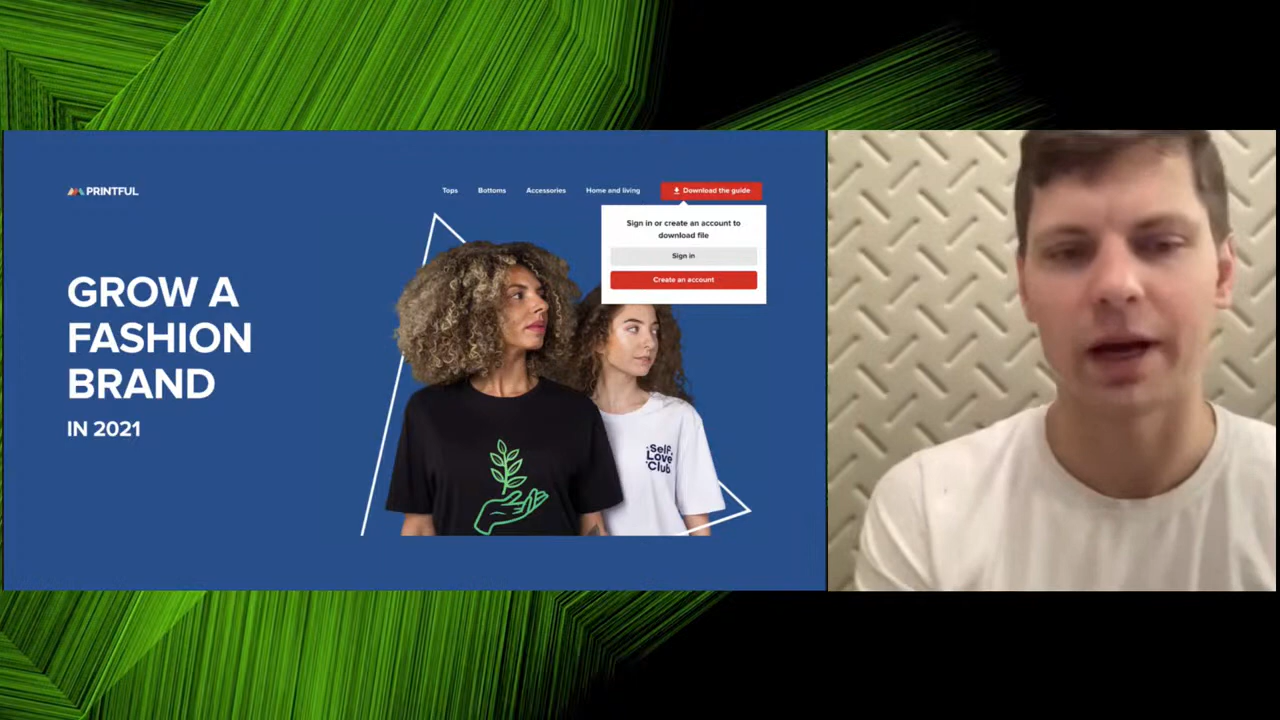 PRINTFUL
Tops Bottoms Accessories Home and living Download the guide
Sign in or create an account to
download file
Sign in
Create an account
GROW A
FASHION
BRAND
IN 2021
Self
Love
Club